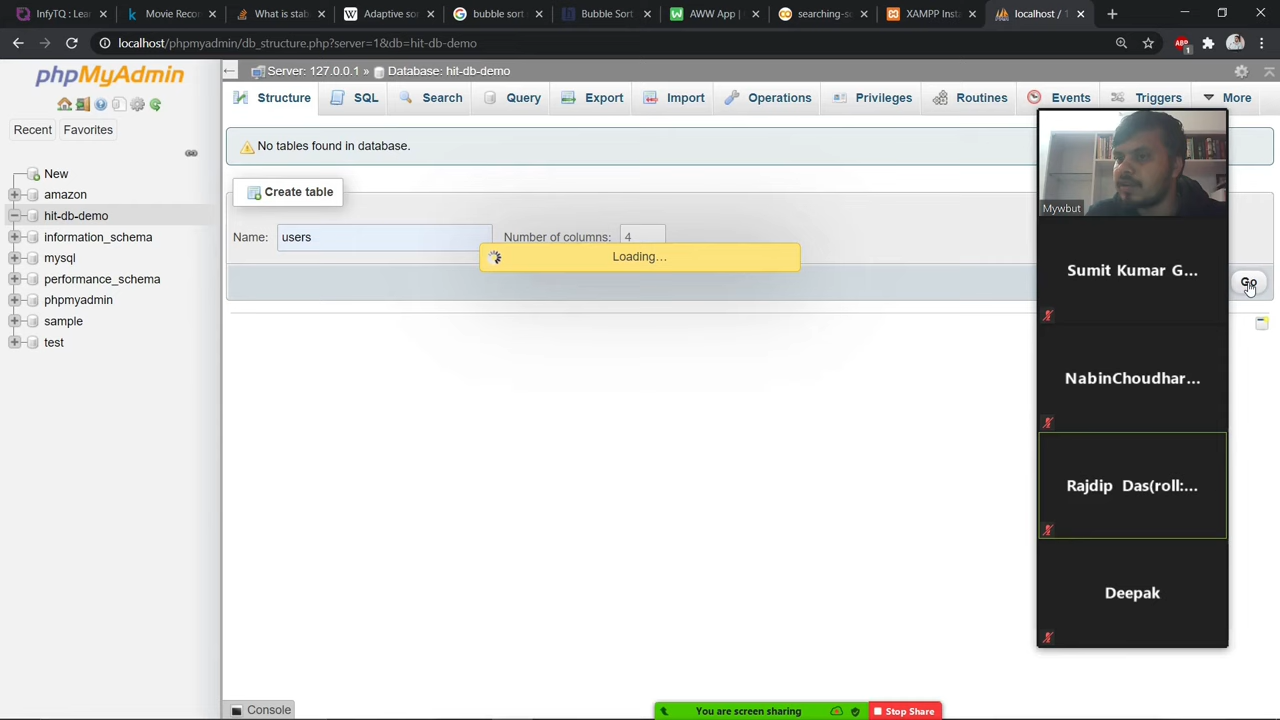 InfyTQ : Lear
Movie Recor
What is stab
Adaptive sor
bubble sort -
Bubble Sort
AWW App |
searching-so
XAMPP Insta
localhost / 1
localhost/phpmyadmin/db_structure.php?server=1&db=hit-db-demo
phpMyAdmin
Recent
Favorites
New
amazon
hit-db-demo
information_schema
mysql
performance_schema
phpmyadmin
sample
test
Server: 127.0.0.1 » Database: hit-db-demo
Structure
SQL
Search
Query
Export
Import
Operations
Privileges
Routines
Events
Triggers
More
No tables found in database.
Create table
Name: users Number of columns: 4
Loading…
Go
Console
Mywbut
Sumit Kumar G...
NabinChoudhar...
Rajdip Das(roll:...
Deepak
You are screen sharing
Stop Share